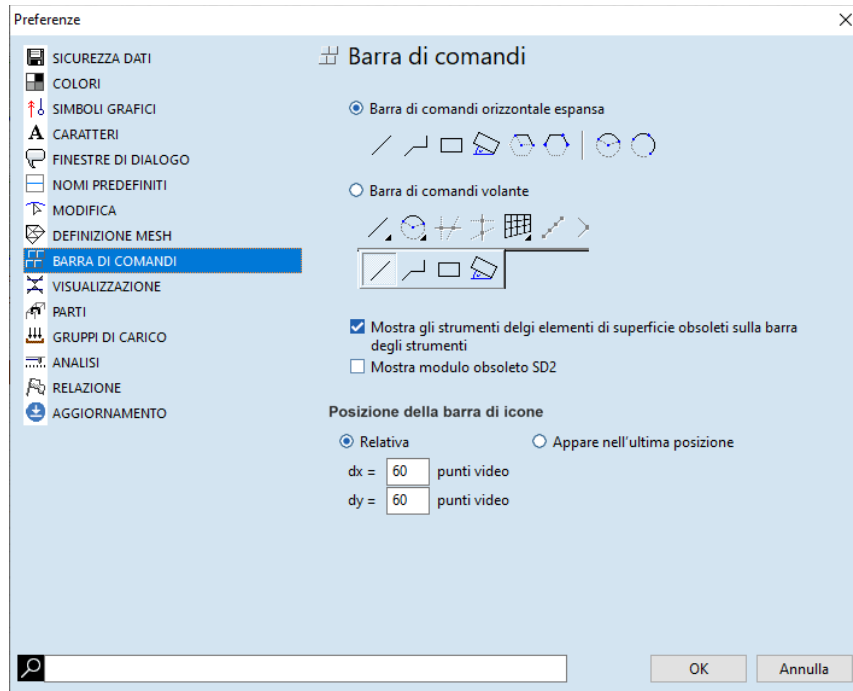 Preferenze
SICUREZZA DATI
COLORI
SIMBOLI GRAFICI
A CARATTERI
FINESTRE DI DIALOGO
NOMI PREDEFINITI
MODIFICA
DEFINIZIONE MESH
BARRA DI COMANDI
VISUALIZZAZIONE
PARTI
GRUPPI DI CARICO
ANALISI
RELAZIONE
AGGIORNAMENTO
Barra di comandi
Barra di comandi orizzontale espansa
Barra di comandi volante
Mostra gli strumenti delgi elementi di superficie obsoleti sulla barra
degli strumenti
Mostra modulo obsoleto SD2
Posizione della barra di icone
Relativa Appare nell'ultima posizione
dx = 60 punti video
dy = 60 punti video
OK Annulla